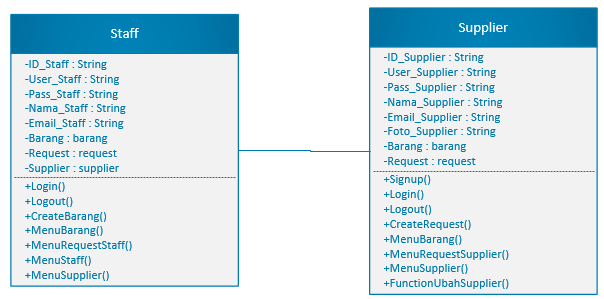 Staff
-ID_Staff : String
-User_Staff : String
-Pass_Staff : String
-Nama_Staff : String
-Email_Staff : String
-Barang : barang
-Request : request
-Supplier : supplier
+Login()
+Logout()
+CreateBarang()
+MenuBarang()
+MenuRequestStaff()
+MenuStaff()
+MenuSupplier()
Supplier
-ID_Supplier : String
-User_Supplier : String
-Pass_Supplier : String
-Nama_Supplier : String
-Email_Supplier : String
-Foto_Supplier : String
-Barang : barang
-Request : request
+Signup()
+Login()
+Logout()
+CreateRequest()
+MenuBarang()
+MenuRequestSupplier()
+MenuSupplier()
+FunctionUbahSupplier()